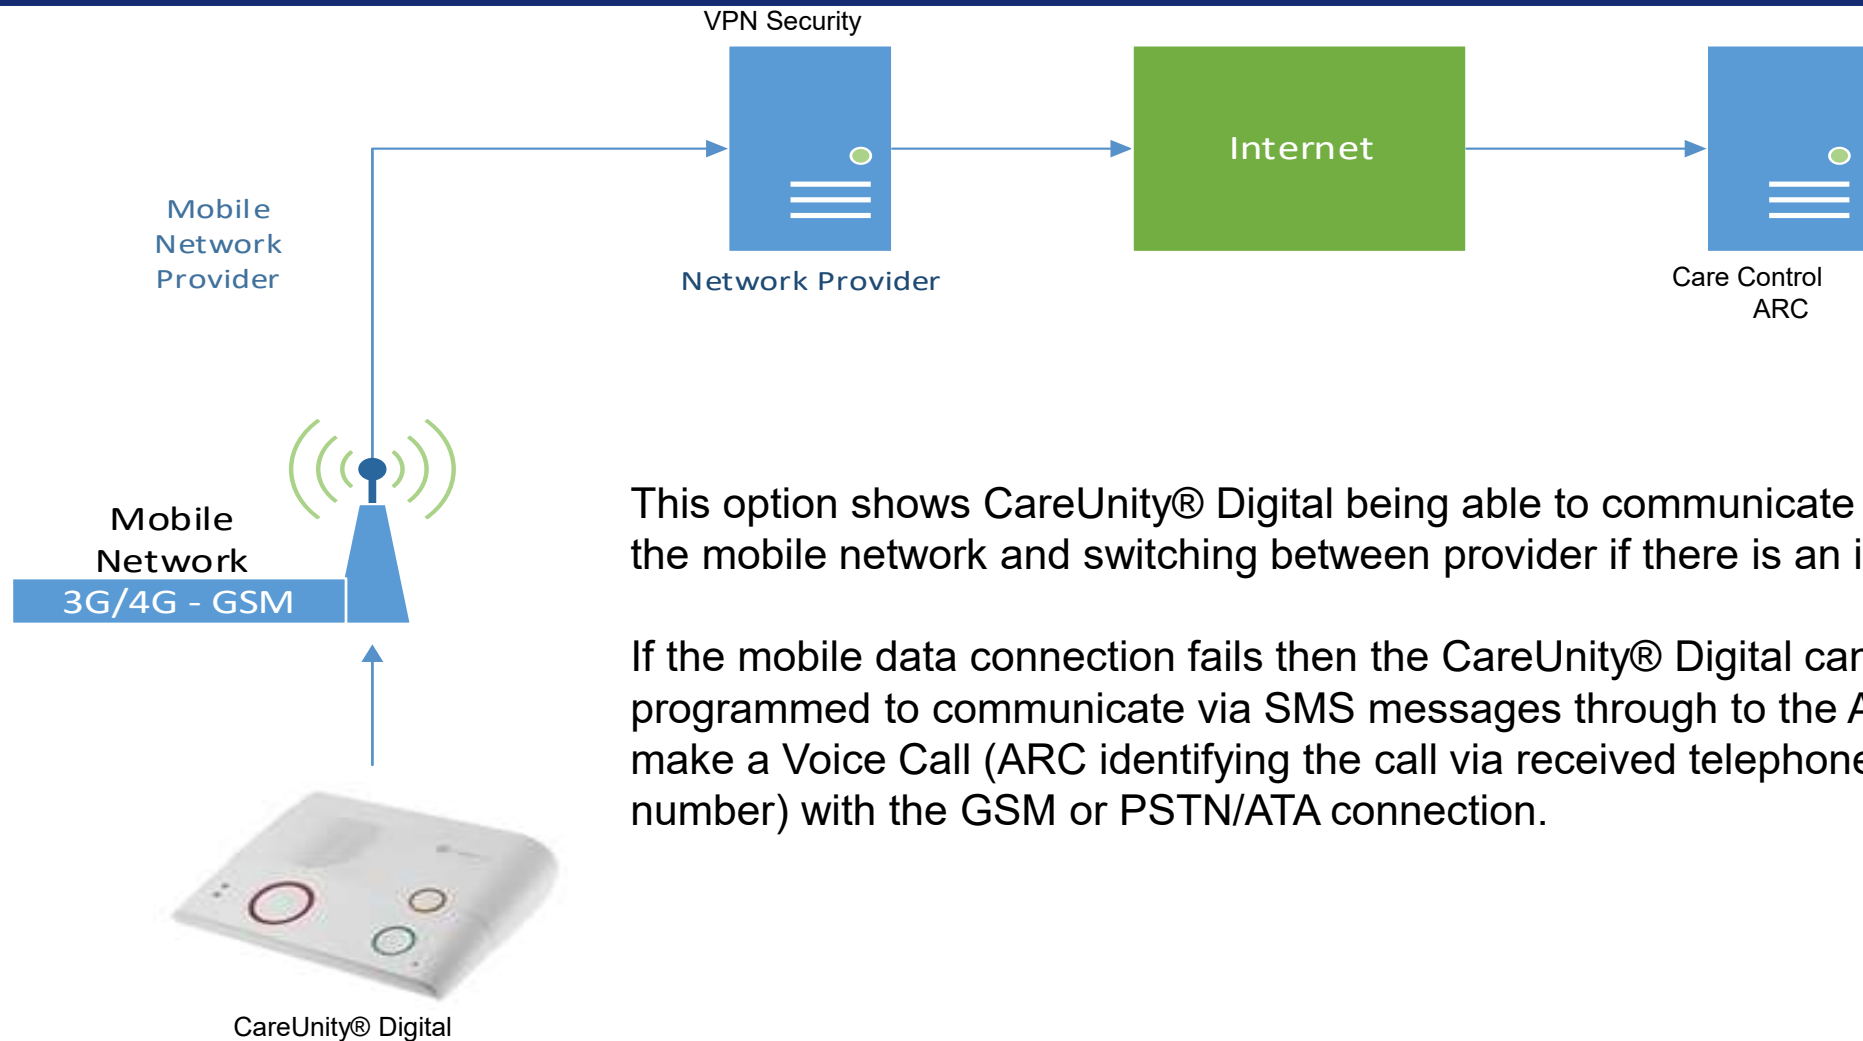 VPN Security
Internet
Mobile
Network
Provider
Network Provider
Care Control
ARC
Mobile
Network
3G/4G - GSM
This option shows CareUnity® Digital being able to communicate
the mobile network and switching between provider if there is an
If the mobile data connection fails then the CareUnity® Digital can
programmed to communicate via SMS messages through to the
make a Voice Call (ARC identifying the call via received telephone
number) with the GSM or PSTN/ATA connection.
CareUnity® Digital